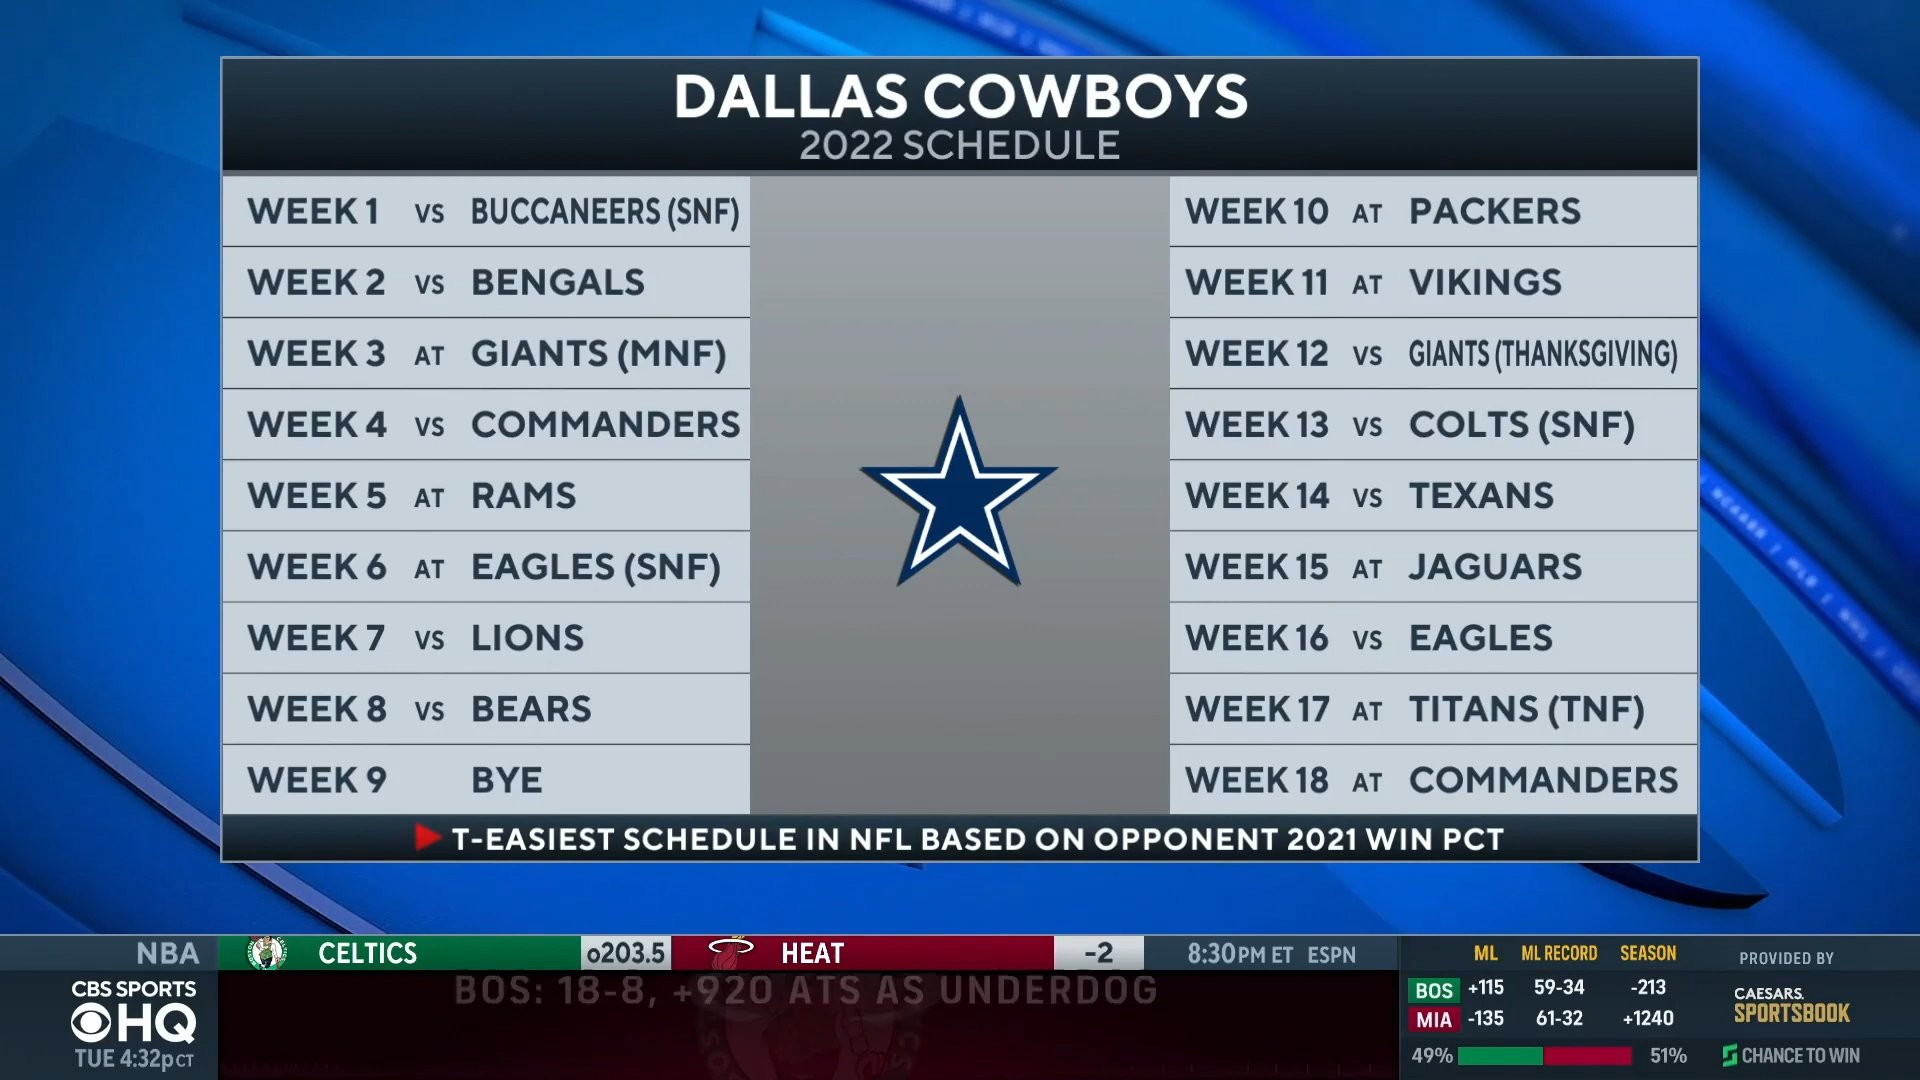 DALLAS COWBOYS
2022 SCHEDULE
WEEK 1 VS BUCCANEERS (SNF)
WEEK 2 VS BENGALS
WEEK 3 AT GIANTS (MNF)
WEEK 4 VS COMMANDERS
WEEK 5 AT RAMS
WEEK 6 AT EAGLES (SNF)
WEEK 7 VS LIONS
WEEK 8 VS BEARS
WEEK 9 BYE
WEEK 10 AT PACKERS
WEEK 11 AT VIKINGS
WEEK 12 VS GIANTS (THANKSGIVING)
WEEK 13 VS COLTS (SNF)
WEEK 14 VS TEXANS
WEEK 15 AT JAGUARS
WEEK 16 VS EAGLES
WEEK 17 AT TITANS (TNF)
WEEK 18 AT COMMANDERS
T-EASIEST SCHEDULE IN NFL BASED ON OPPONENT 2021 WIN PCT
NBA CELTICS o203.5 HEAT -2 8:30PM ET ESPN
BOS: 18-8, +920 ATS AS UNDERDOG
CBS SPORTS
HQ
TUE 4:32pCT
ML ML RECORD SEASON
BOS +115 59-34 -213
MIA -135 61-32 +1240
49% 51%
PROVIDED BY
CAESARS
SPORTSBOOK
CHANCE TO WIN